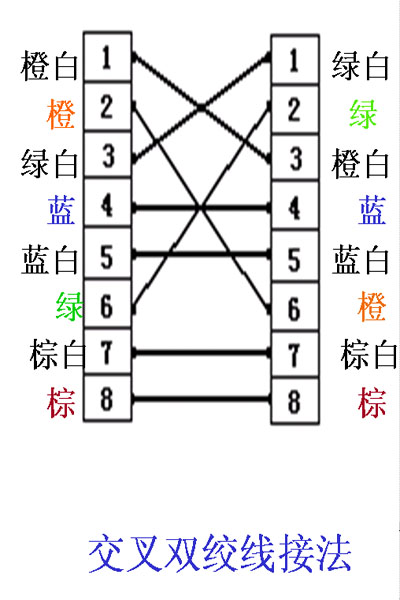 橙白 1 1 绿白
橙 2 2 绿
绿白 3 3 橙白
蓝 4 4 蓝
蓝白 5 5 蓝白
绿 6 6 橙
棕白 7 7 棕白
棕 8 8 棕
交叉双绞线接法